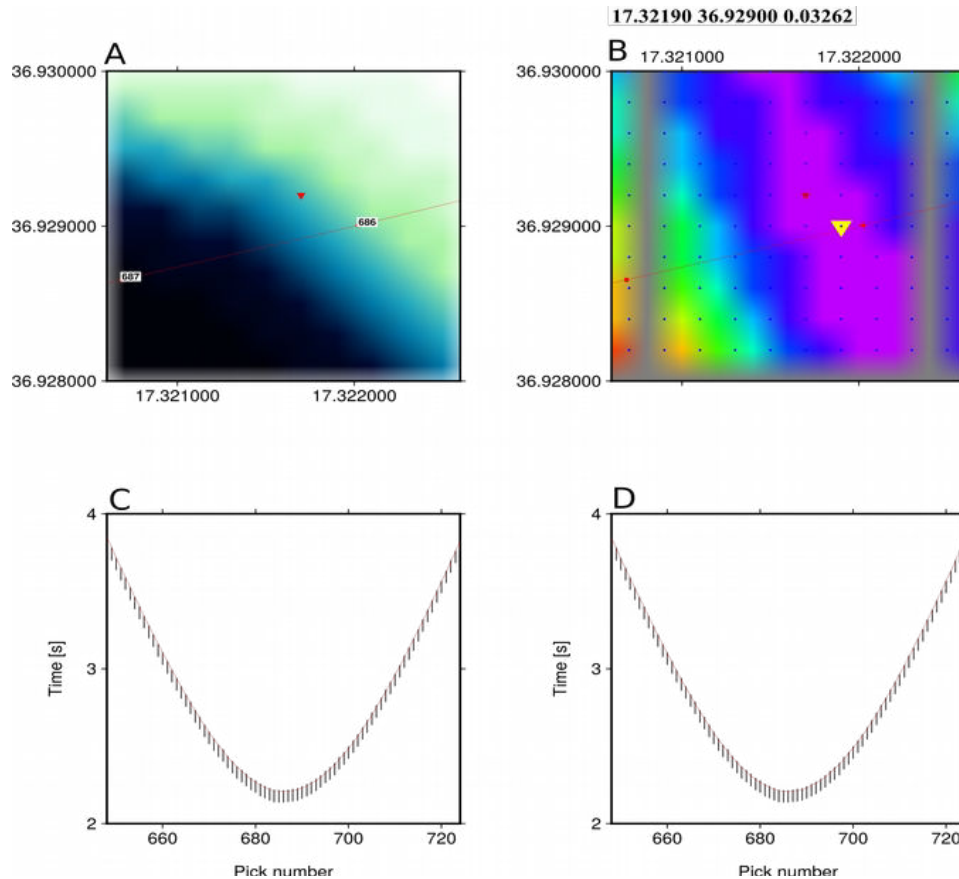 17.32190 36.92900 0.03262
A
B
17.321000 17.322000
36.930000
36.930000
686
36.929000
36.929000
687
36.928000
36.928000
17.321000 17.322000
C
D
4
4
Time [s]
3
Time [s]
3
2
2
660 680 700 720
660 680 700 720
Pick number
Pick number